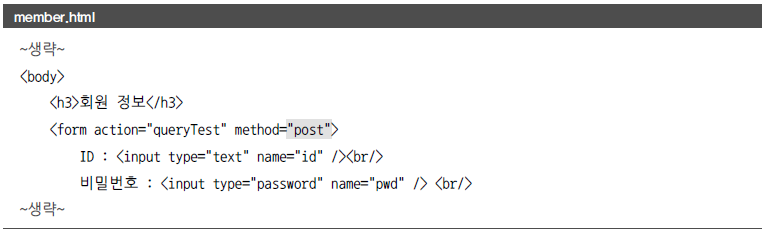 member.html
~생략~
<body>
<h3>회원 정보</h3>
<form action="queryTest" method="post">
ID : <input type="text" name="id" /><br/>
비밀번호 : <input type="password" name="pwd" /> <br/>
~생략~